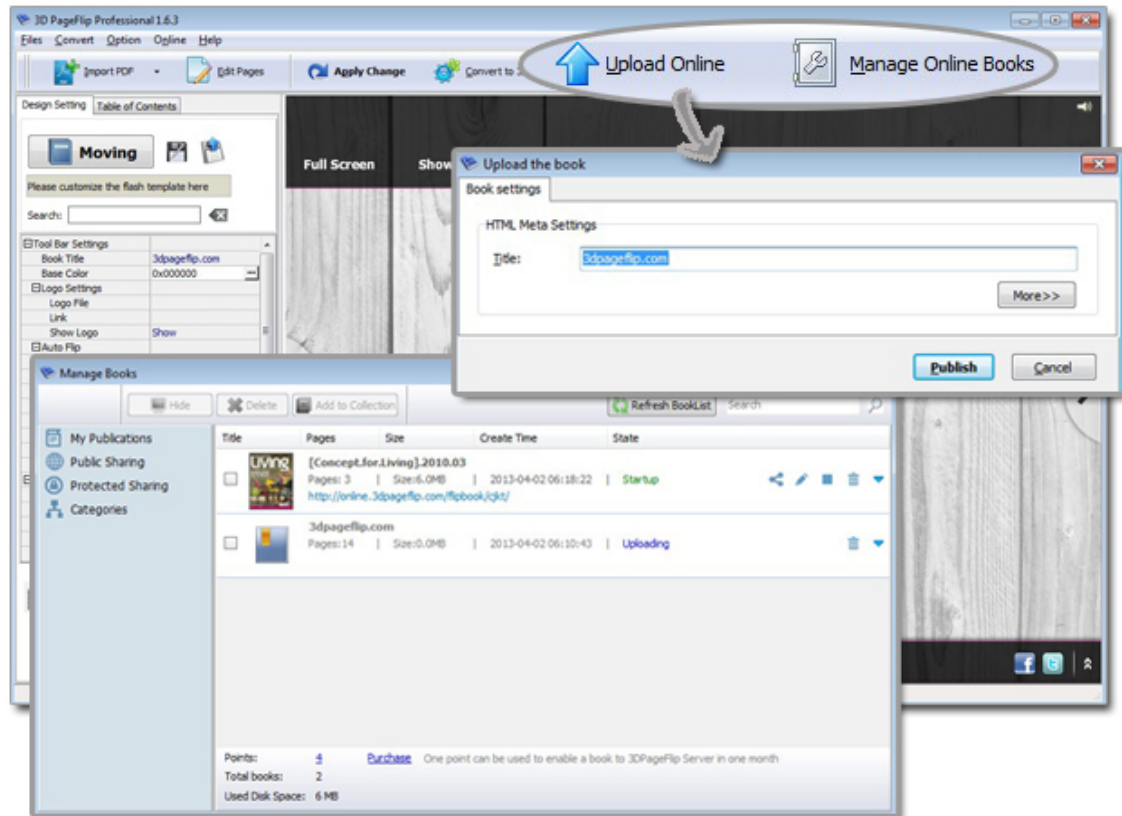 3D PageFlip Professional 1.6.3
Files Convert Option Online Help
Import PDF Edit Pages Apply Change Convert to 3
Upload Online Manage Online Books
Design Setting Table of Contents
Moving
Please customize the flash template here
Search:
Tool Bar Settings
Book Title 3dpageflip.com
Base Color 0x000000
Logo Settings
Logo File
Link
Show Logo Show
Auto Flip
Full Screen Show
Upload the book
Book settings
HTML Meta Settings
Title: 3dpageflip.com
More>>
Publish Cancel
Manage Books
Hide Delete Add to Collection Refresh BookList Search
My Publications
Public Sharing
Protected Sharing
Categories
Title Pages Size Create Time State
LIVING
[Concept.for.Living].2010.03
Pages: 3 | Size:6.0MB | 2013-04-02 06:18:22 | Startup
http://online.3dpageflip.com/flipbook/cjkt/
3dpageflip.com
Pages:14 | Size:0.0MB | 2013-04-02 06:10:43 | Uploading
Points: 4 Purchase One point can be used to enable a book to 3DPageFlip Server in one month
Total books: 2
Used Disk Space: 6 MB